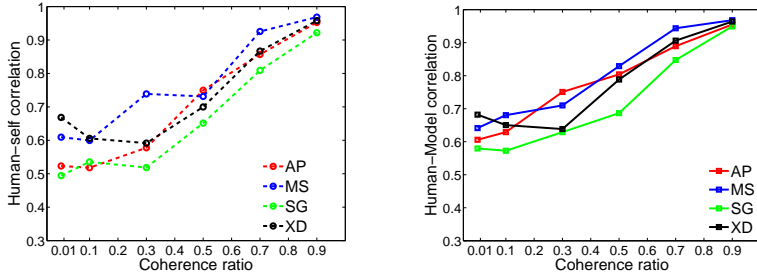 Human−self correlation
1
0.9
0.8
0.7
0.6
0.5
0.4
0.3
0.01 0.1 0.2 0.3 0.4 0.5 0.6 0.7 0.8 0.9
Coherence ratio
AP
MS
SG
XD
Human−Model correlation
1
0.9
0.8
0.7
0.6
0.5
0.4
0.3
0.01 0.1 0.2 0.3 0.4 0.5 0.6 0.7 0.8 0.9
Coherence ratio
AP
MS
SG
XD